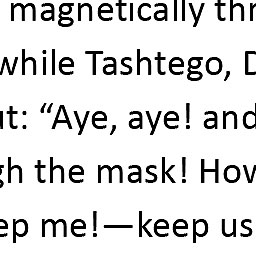 magnetically thr
while Tashtego, D
ut: “Aye, aye! and
gh the mask! How
ep me!—keep us